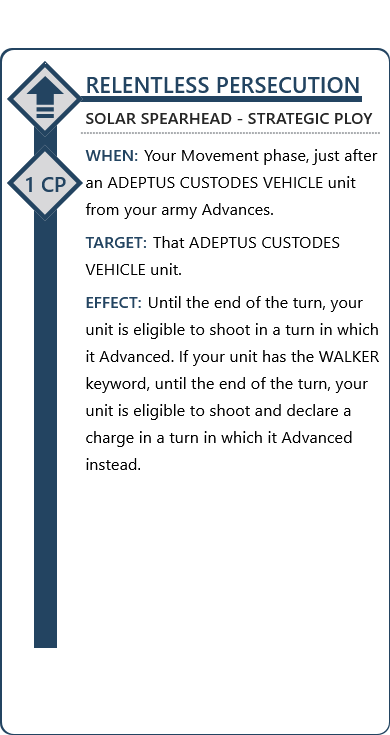 RELENTLESS PERSECUTION
SOLAR SPEARHEAD - STRATEGIC PLOY
WHEN: Your Movement phase, just after
1 CP
an ADEPTUS CUSTODES VEHICLE unit
from your army Advances.
TARGET: That ADEPTUS CUSTODES
VEHICLE unit.
EFFECT: Until the end of the turn, your
unit is eligible to shoot in a turn in which
it Advanced. If your unit has the WALKER
keyword, until the end of the turn, your
unit is eligible to shoot and declare a
charge in a turn in which it Advanced
instead.